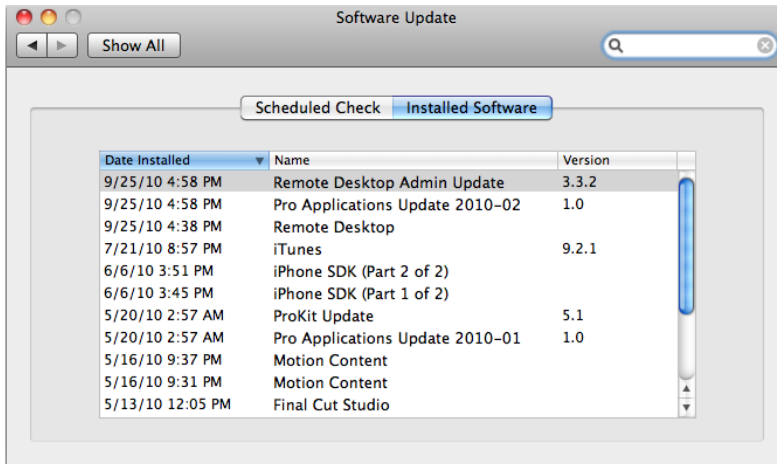 Software Update
Show All
Scheduled Check Installed Software
Date Installed Name Version
9/25/10 4:58 PM Remote Desktop Admin Update 3.3.2
9/25/10 4:58 PM Pro Applications Update 2010-02 1.0
9/25/10 4:38 PM Remote Desktop
7/21/10 8:57 PM iTunes 9.2.1
6/6/10 3:51 PM iPhone SDK (Part 2 of 2)
6/6/10 3:45 PM iPhone SDK (Part 1 of 2)
5/20/10 2:57 AM ProKit Update 5.1
5/20/10 2:57 AM Pro Applications Update 2010-01 1.0
5/16/10 9:37 PM Motion Content
5/16/10 9:31 PM Motion Content
5/13/10 12:05 PM Final Cut Studio